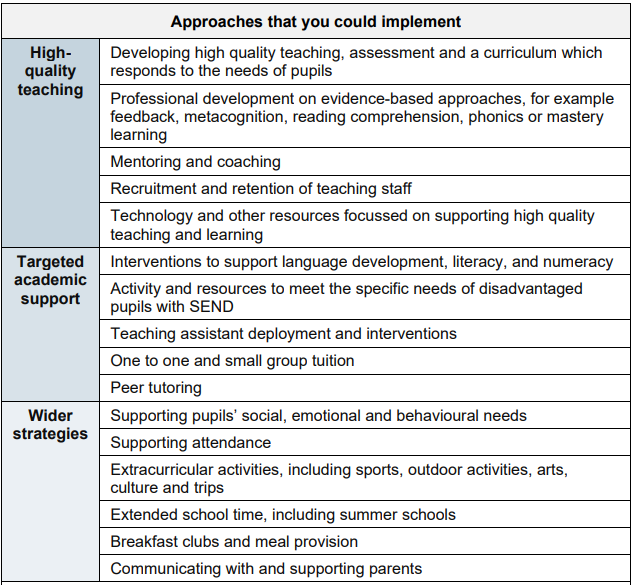 Approaches that you could implement
High-
quality
teaching
Developing high quality teaching, assessment and a curriculum which
responds to the needs of pupils
Professional development on evidence-based approaches, for example
feedback, metacognition, reading comprehension, phonics or mastery
learning
Mentoring and coaching
Recruitment and retention of teaching staff
Technology and other resources focussed on supporting high quality
teaching and learning
Targeted
academic
support
Interventions to support language development, literacy, and numeracy
Activity and resources to meet the specific needs of disadvantaged
pupils with SEND
Teaching assistant deployment and interventions
One to one and small group tuition
Peer tutoring
Wider
strategies
Supporting pupils’ social, emotional and behavioural needs
Supporting attendance
Extracurricular activities, including sports, outdoor activities, arts,
culture and trips
Extended school time, including summer schools
Breakfast clubs and meal provision
Communicating with and supporting parents